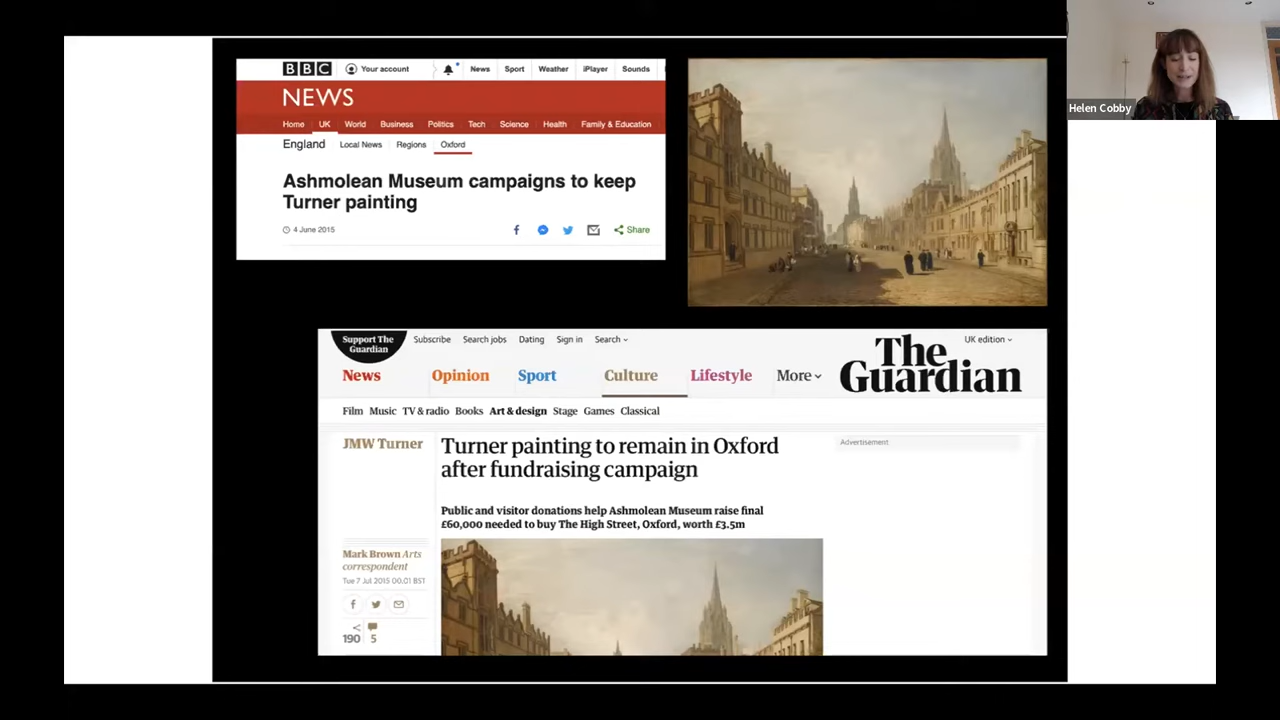 BBC Your account News Sport Weather iPlayer Sounds
NEWS
Home UK World Business Politics Tech Science Health Family & Education
England Local News Regions Oxford
Ashmolean Museum campaigns to keep
Turner painting
4 June 2015 Share
Helen Cobby
Support The
Guardian
Subscribe Search jobs Dating Sign in Search UK edition
The
Guardian
News Opinion Sport Culture Lifestyle More
Film Music TV & radio Books Art & design Stage Games Classical
JMW Turner
Turner painting to remain in Oxford
after fundraising campaign
Advertisement
Public and visitor donations help Ashmolean Museum raise final
£60,000 needed to buy The High Street, Oxford, worth £3.5m
Mark Brown Arts
correspondent
Tue 7 Jul 2015 00.01 BST
190 5